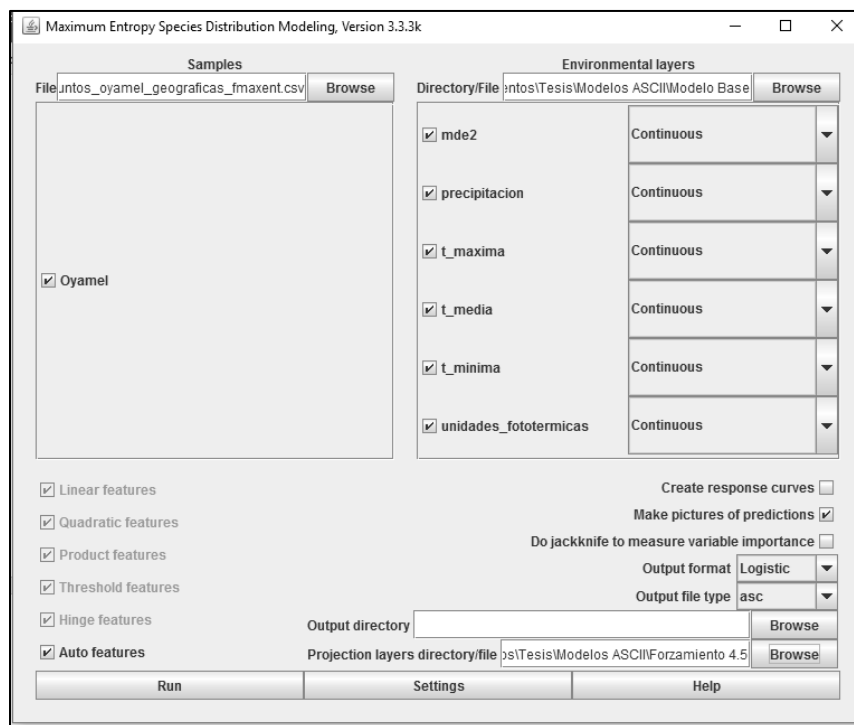 Maximum Entropy Species Distribution Modeling, Version 3.3.3k
Samples
File untos_oyamel_geograficas_fmaxent.csv Browse
Oyamel
Environmental layers
Directory/File entos\Tesis\Modelos ASCII\Modelo Base Browse
mde2 Continuous
precipitacion Continuous
t_maxima Continuous
t_media Continuous
t_minima Continuous
unidades_fototermicas Continuous
Linear features
Quadratic features
Product features
Threshold features
Hinge features
Auto features
Create response curves
Make pictures of predictions
Do jackknife to measure variable importance
Output format Logistic
Output file type asc
Output directory Browse
Projection layers directory/file os\Tesis\Modelos ASCII\Forzamiento 4.5 Browse
Run Settings Help